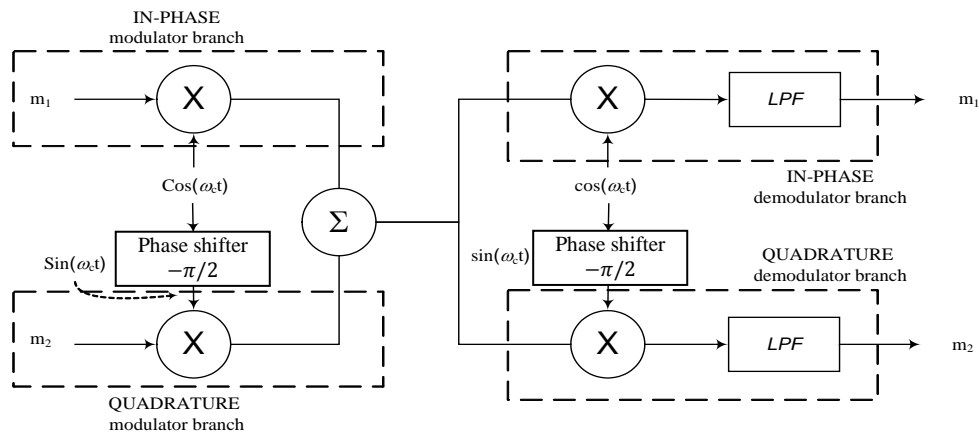 IN-PHASE
modulator branch
m₁
X
Cos(ω𝑐t)
Phase shifter
−π/2
Sin(ω𝑐t)
m₂
X
QUADRATURE
modulator branch
Σ
X
LPF
m₁
IN-PHASE
demodulator branch
cos(ω𝑐t)
Phase shifter
−π/2
sin(ω𝑐t)
QUADRATURE
demodulator branch
X
LPF
m₂